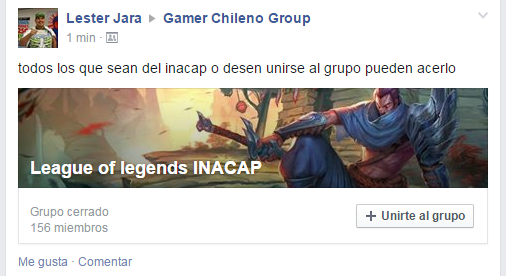 Lester Jara ▶ Gamer Chileno Group
1 min ·
todos los que sean del inacap o desen unirse al grupo pueden acerlo
League of legends INACAP
Grupo cerrado
156 miembros
+ Unirte al grupo
Me gusta · Comentar